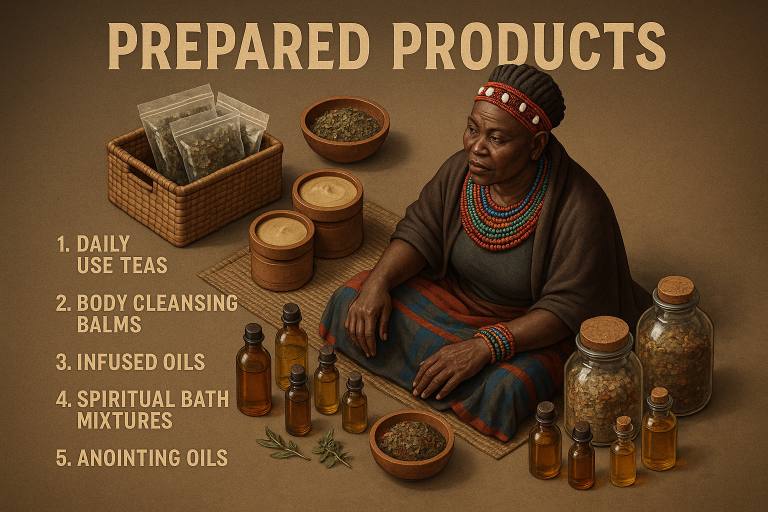 PREPARED PRODUCTS
1. DAILY
USE TEAS
2. BODY CLEANSING
BALMS
3. INFUSED OILS
4. SPIRITUAL BATH
MIXTURES
5. ANOINTING OILS